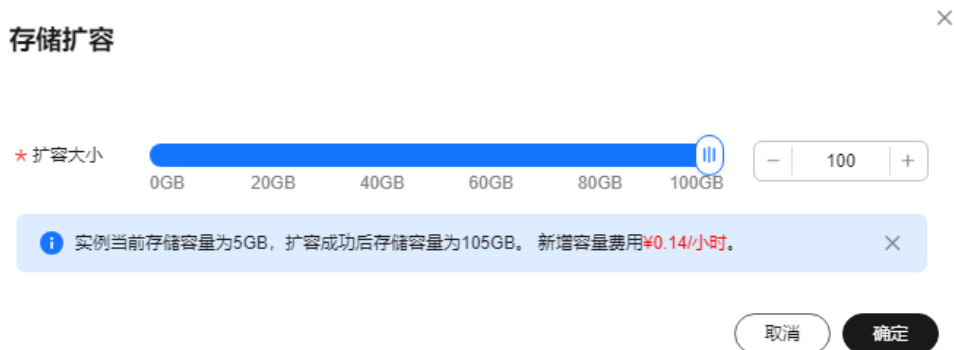 存储扩容
* 扩容大小
100
0GB 20GB 40GB 60GB 80GB 100GB
实例当前存储容量为5GB，扩容成功后存储容量为105GB。 新增容量费用¥0.14/小时。
取消 确定